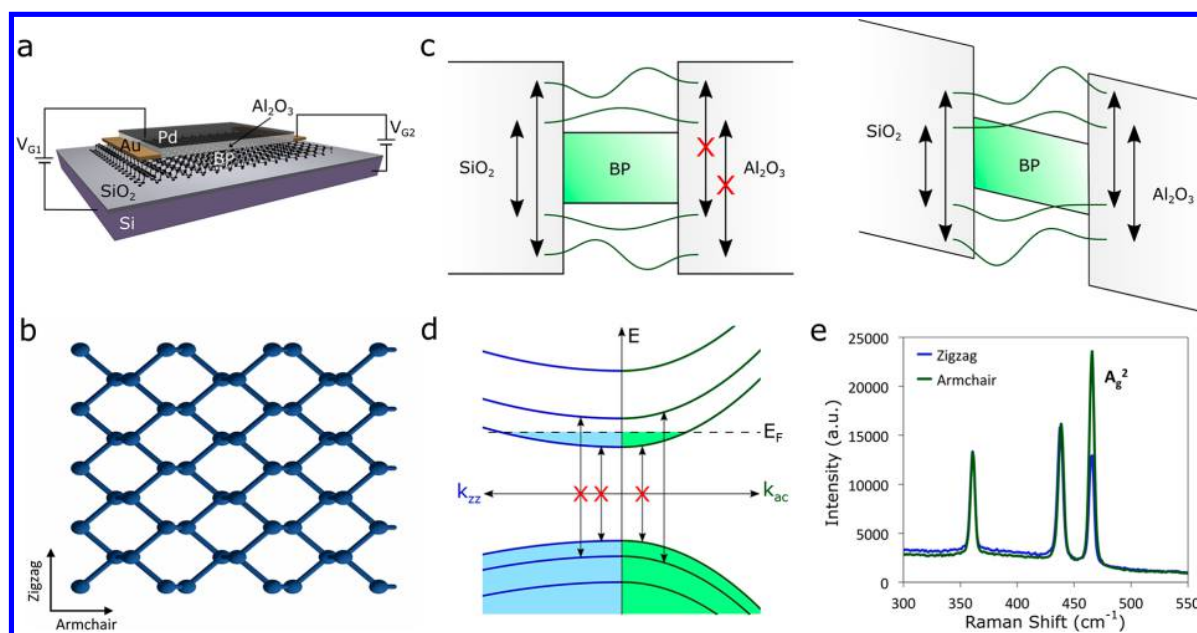 a
Al₂O₃
V_G1
Pd
V_G2
Au
BP
SiO₂
Si
b
Zigzag
Armchair
c
SiO₂
BP
Al₂O₃
SiO₂
BP
Al₂O₃
d
E
E_F
k_zz
k_ac
e
Zigzag
Armchair
A_g²
Intensity (a.u.)
25000
20000
15000
10000
5000
0
300 350 400 450 500 550
Raman Shift (cm⁻¹)